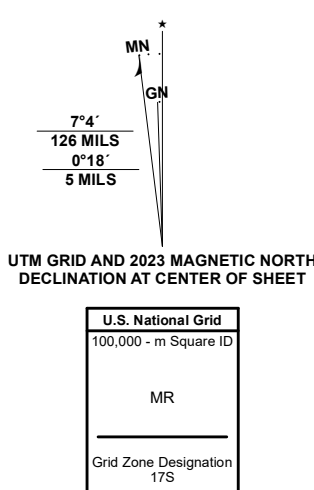 ★
MN
GN
7°4´
126 MILS
0°18´
5 MILS
UTM GRID AND 2023 MAGNETIC NORTH
DECLINATION AT CENTER OF SHEET
U.S. National Grid
100,000 - m Square ID
MR
Grid Zone Designation
17S